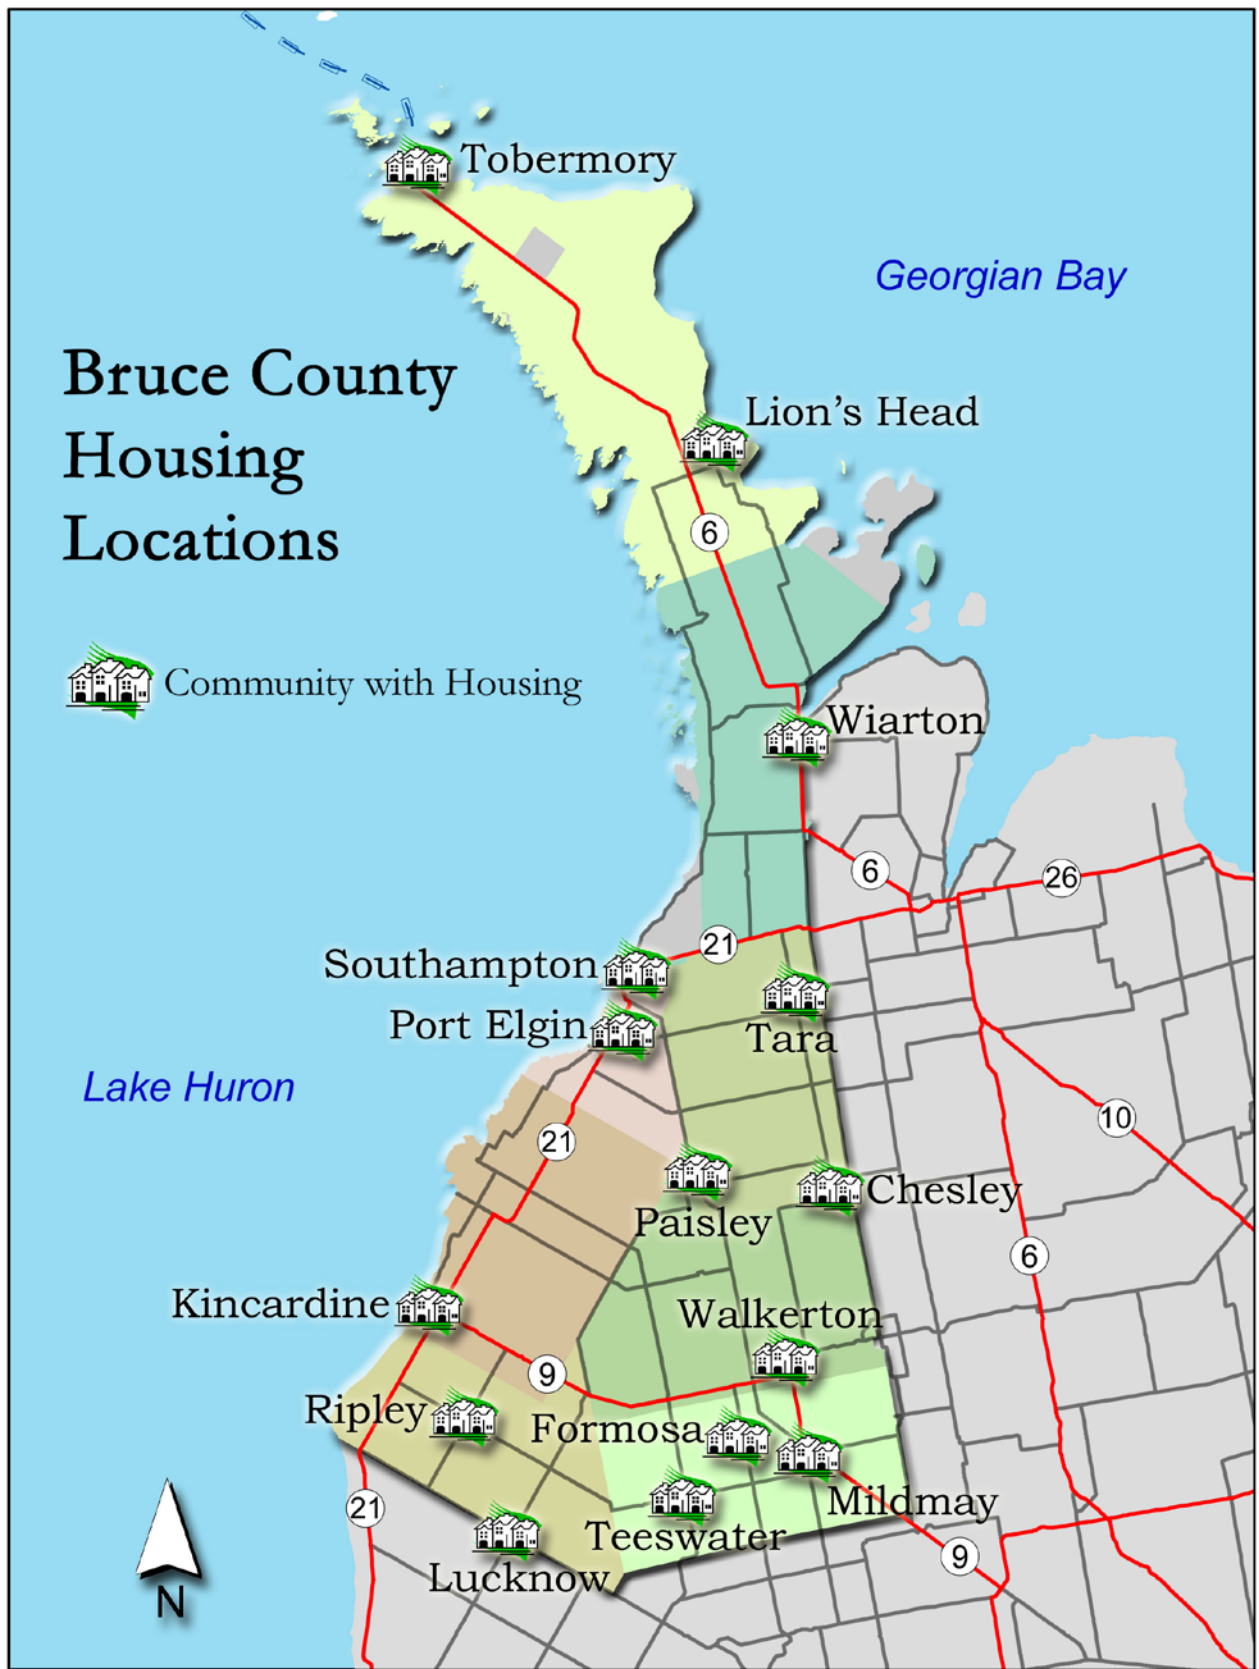 Tobermory
Georgian Bay
Bruce County
Housing
Locations
Lion's Head
6
Community with Housing
Wiarton
6
26
21
Southampton
Port Elgin
Tara
Lake Huron
10
21
Chesley
Paisley
6
Kincardine
Walkerton
9
Ripley
Formosa
Mildmay
21
Teeswater
9
Lucknow
N